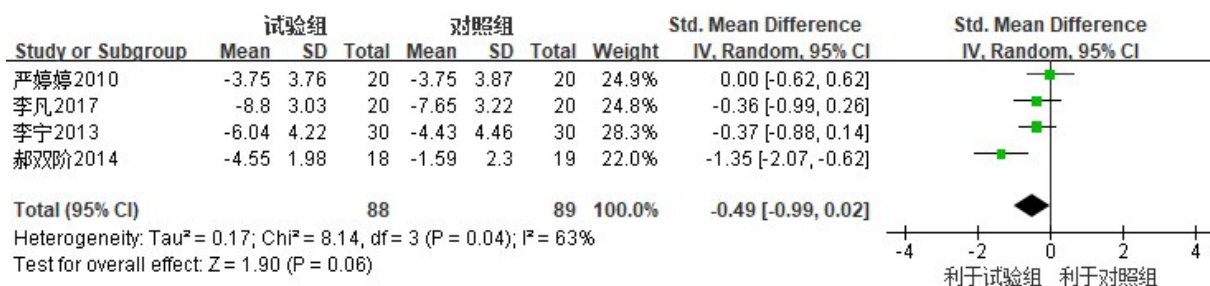 试验组 对照组 Std. Mean Difference Std. Mean Difference
Study or Subgroup Mean SD Total Mean SD Total Weight IV, Random, 95% CI IV, Random, 95% CI
严婷婷2010 -3.75 3.76 20 -3.75 3.87 20 24.9% 0.00 [-0.62, 0.62]
李凡2017 -8.8 3.03 20 -7.65 3.22 20 24.8% -0.36 [-0.99, 0.26]
李宁2013 -6.04 4.22 30 -4.43 4.46 30 28.3% -0.37 [-0.88, 0.14]
郝双阶2014 -4.55 1.98 18 -1.59 2.3 19 22.0% -1.35 [-2.07, -0.62]
Total (95% CI) 88 89 100.0% -0.49 [-0.99, 0.02]
Heterogeneity: Tau² = 0.17; Chi² = 8.14, df = 3 (P = 0.04); I² = 63%
Test for overall effect: Z = 1.90 (P = 0.06)
-4 -2 0 2 4
利于试验组 利于对照组